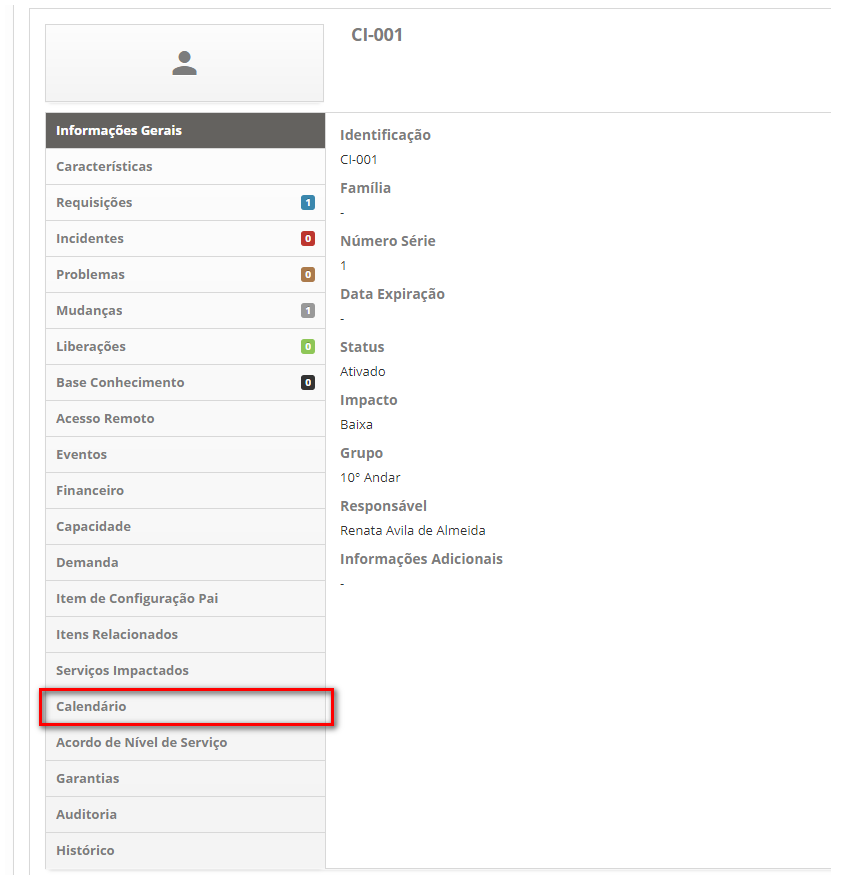 CI-001
Informações Gerais
Características
Requisições 1
Incidentes 0
Problemas 0
Mudanças 1
Liberações 0
Base Conhecimento 0
Acesso Remoto
Eventos
Financeiro
Capacidade
Demanda
Item de Configuração Pai
Itens Relacionados
Serviços Impactados
Calendário
Acordo de Nível de Serviço
Garantias
Auditoria
Histórico
Identificação
CI-001
Família
-
Número Série
1
Data Expiração
-
Status
Ativado
Impacto
Baixa
Grupo
10° Andar
Responsável
Renata Avila de Almeida
Informações Adicionais
-